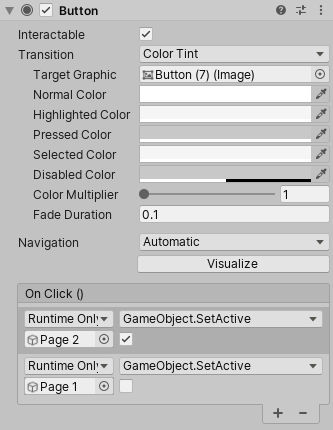 Button
Interactable
Transition Color Tint
Target Graphic Button (7) (Image)
Normal Color
Highlighted Color
Pressed Color
Selected Color
Disabled Color
Color Multiplier 1
Fade Duration 0.1
Navigation Automatic
Visualize
On Click ()
Runtime Only GameObject.SetActive
Page 2
Runtime Only GameObject.SetActive
Page 1
+ −